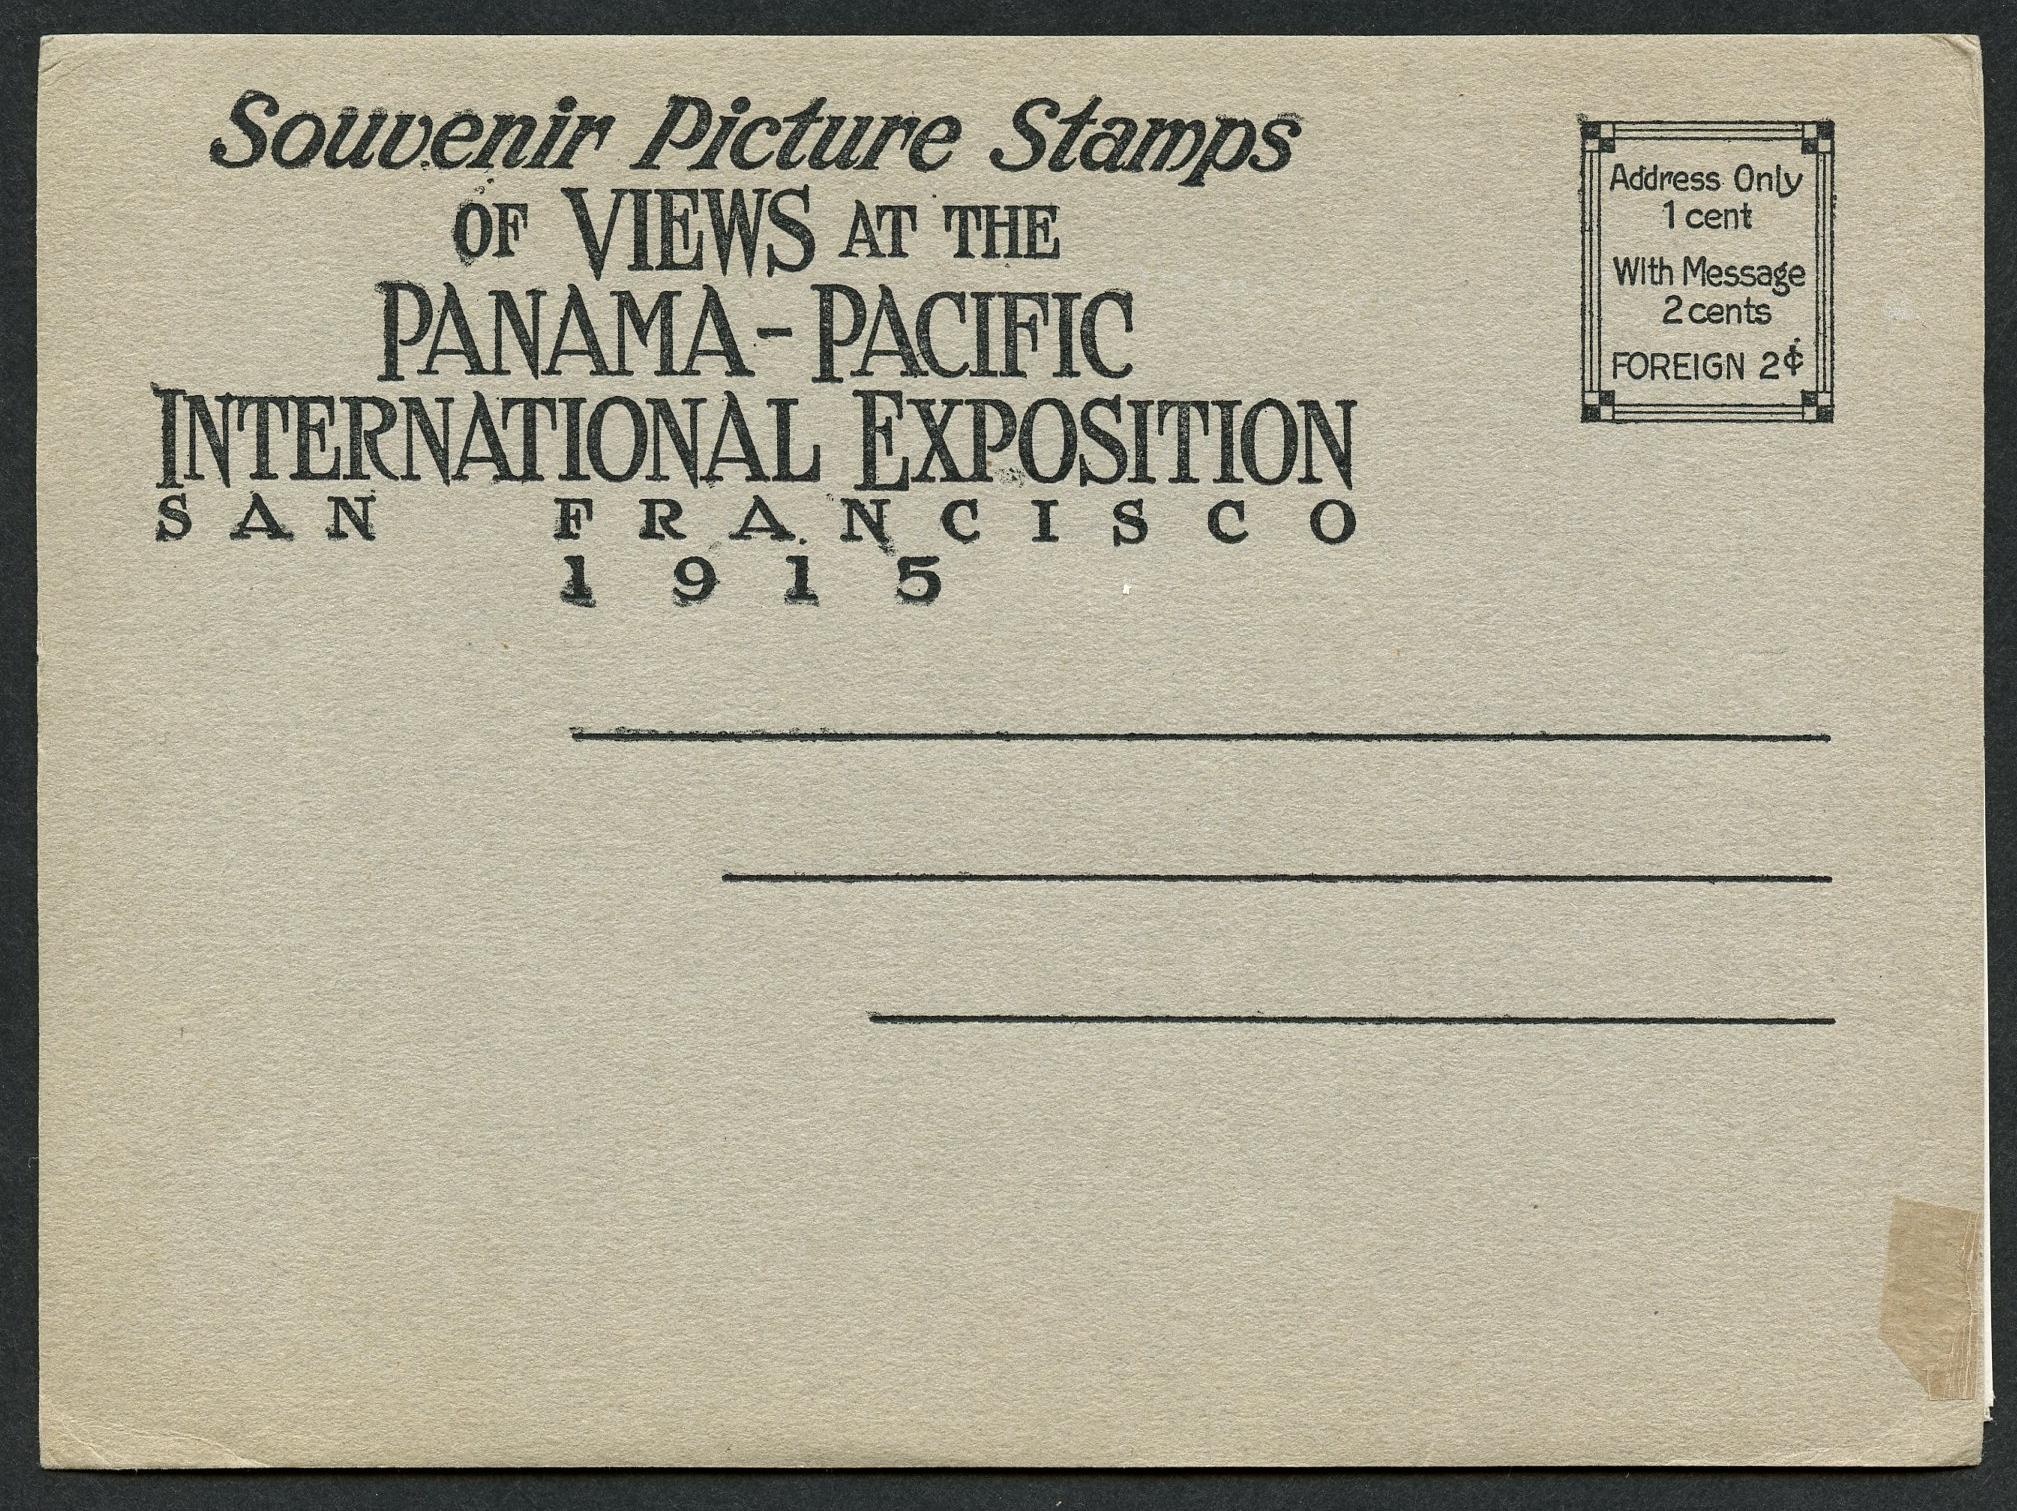 Souvenir Picture Stamps
OF VIEWS AT THE
PANAMA-PACIFIC
INTERNATIONAL EXPOSITION
SAN FRANCISCO
1915
Address Only
1 cent
With Message
2 cents
FOREIGN 2¢